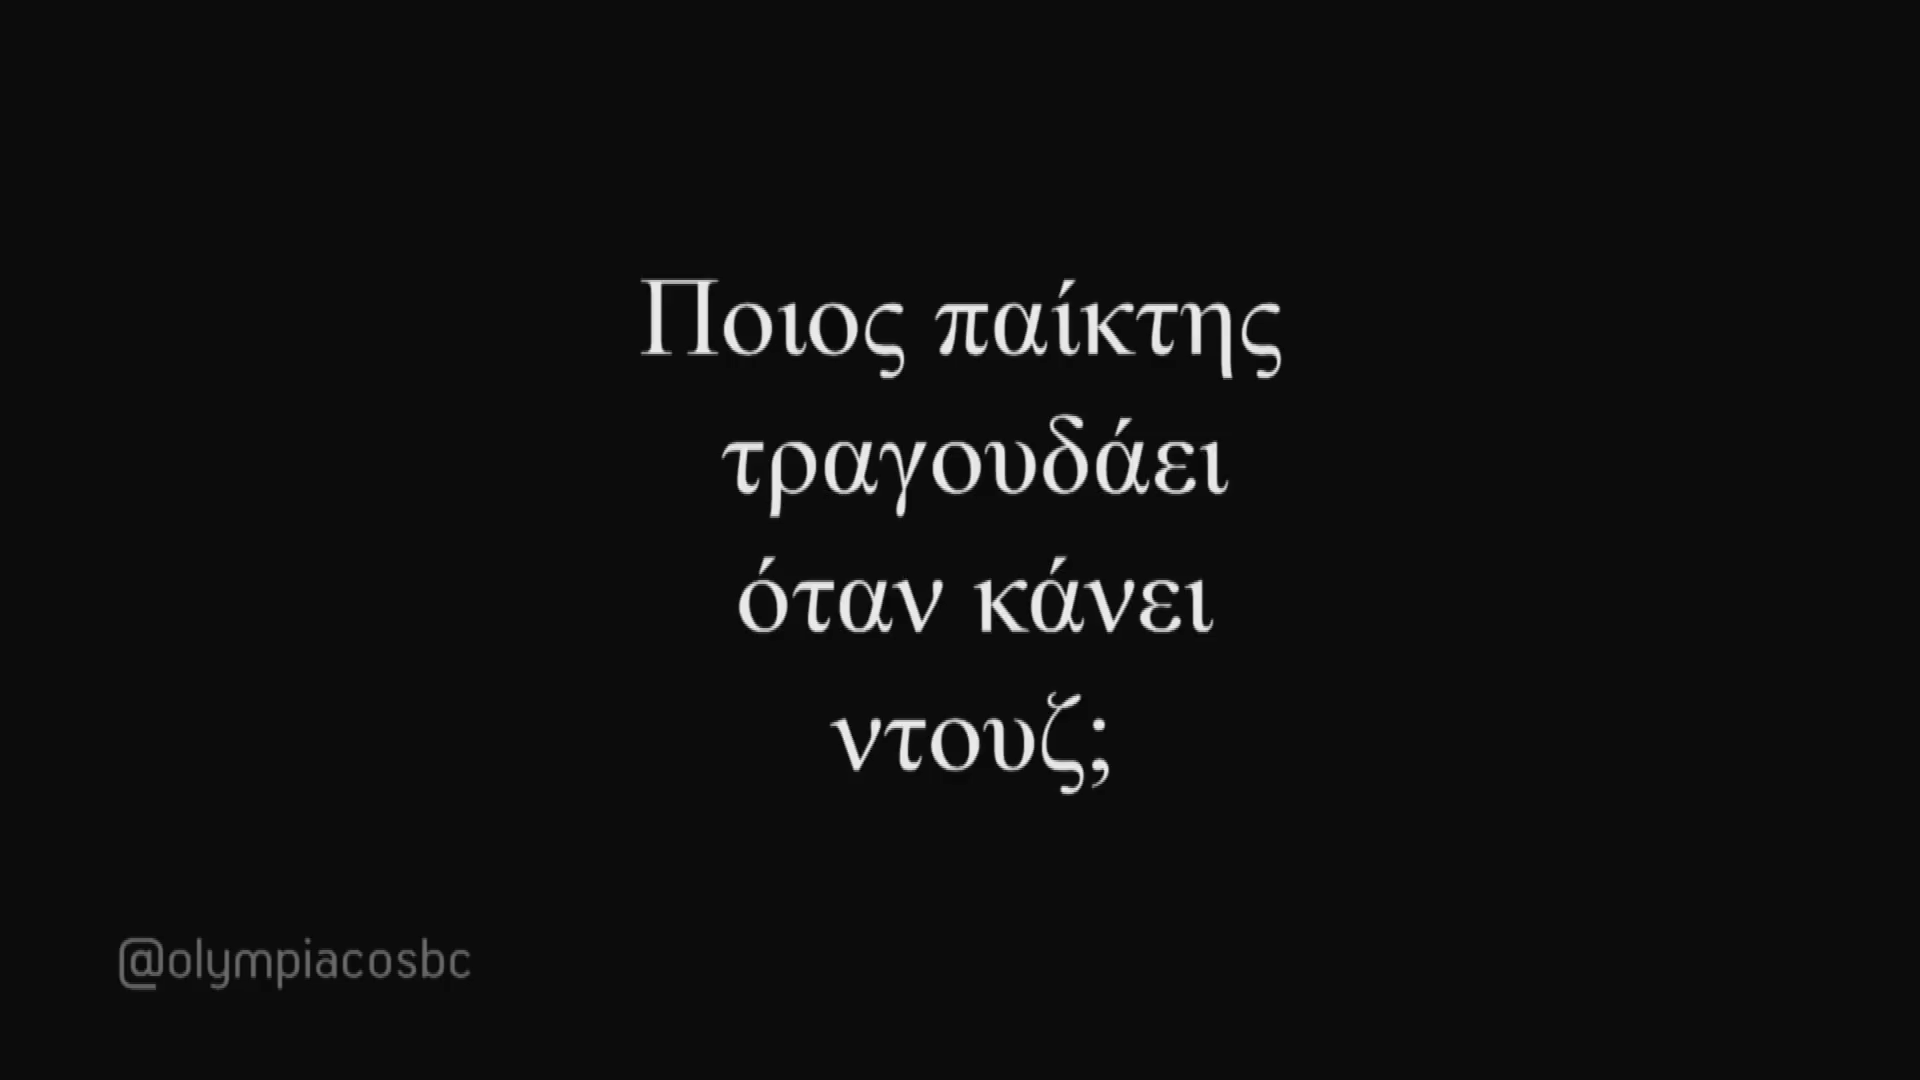 Ποιος παίκτης
τραγουδάει
όταν κάνει
ντουζ;
@olympiacosbc